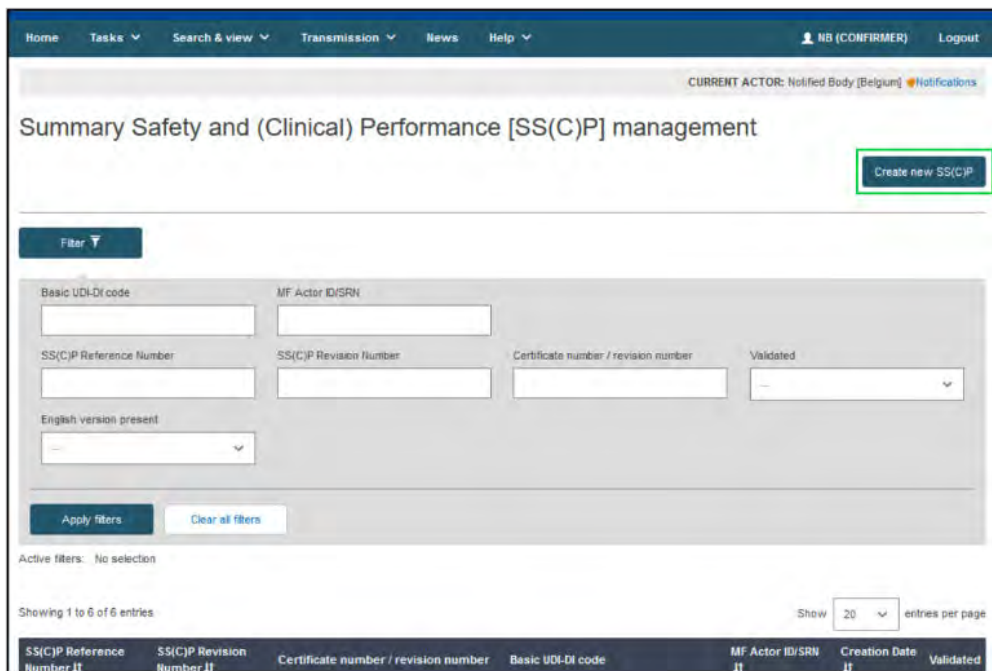 Home Tasks Search & view Transmission News Help NB (CONFIRMER) Logout
CURRENT ACTOR: Notified Body [Belgium] Notifications
Summary Safety and (Clinical) Performance [SS(C)P] management
Create new SS(C)P
Filter
Basic UDI-DI code MF Actor ID/SRN
SS(C)P Reference Number SS(C)P Revision Number Certificate number / revision number Validated
---
English version present
---
Apply filters Clear all filters
Active filters: No selection
Showing 1 to 6 of 6 entries Show 20 entries per page
SS(C)P Reference SS(C)P Revision Certificate number / revision number Basic UDI-DI code MF Actor ID/SRN Creation Date Validated
Number Number